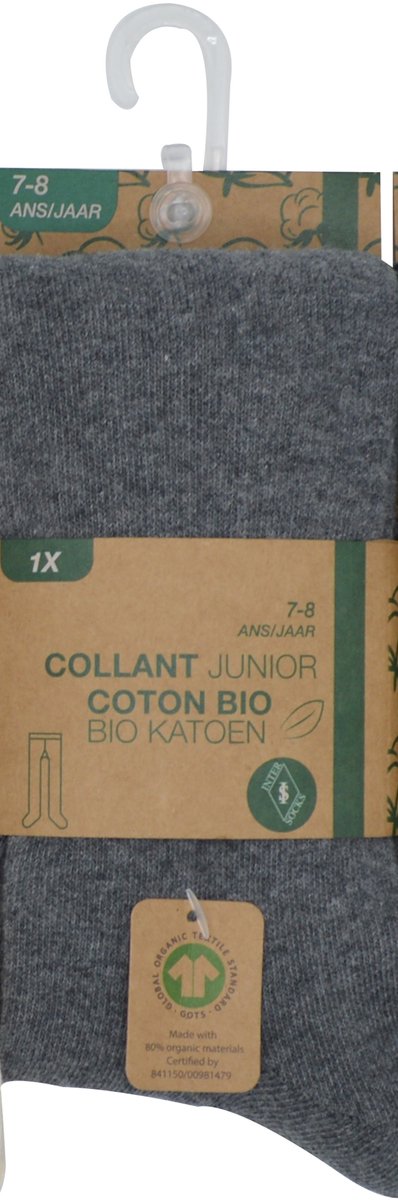 7-8
ANS/JAAR
1X
7-8
ANS/JAAR
COLLANT JUNIOR
COTON BIO
BIO KATOEN
INTER
SOCKS
GLOBAL ORGANIC TEXTILE STANDARD
· GOTS ·
Made with
80% organic materials
Certified by
841150/00981479